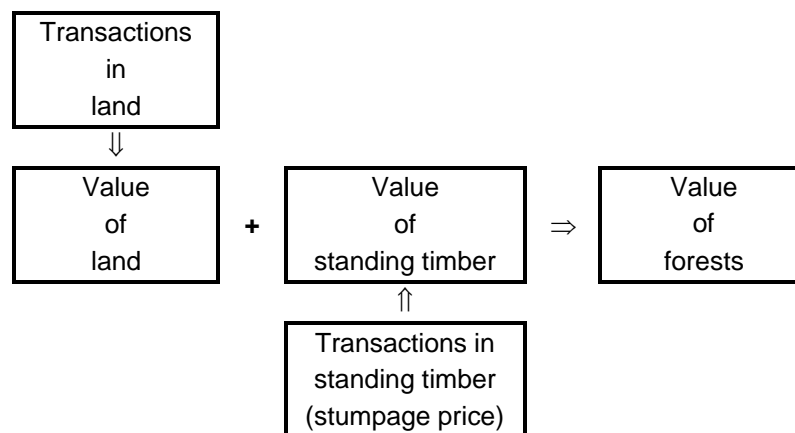 Transactions
in
land
⇓
Value
of
land
+
Value
of
standing timber
⇒
Value
of
forests
⇑
Transactions in
standing timber
(stumpage price)